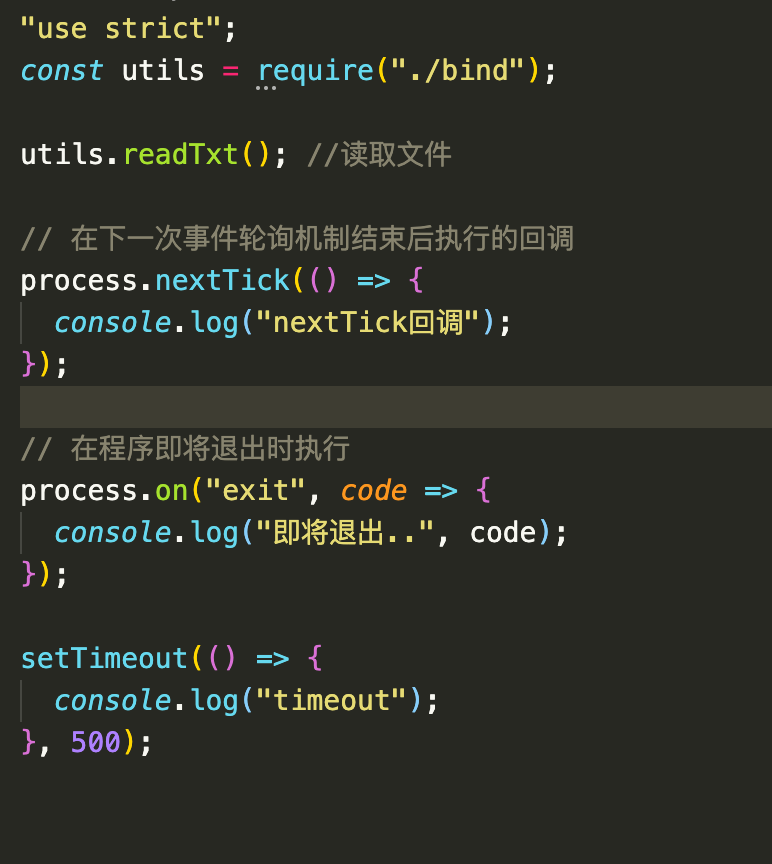 "use strict";
const utils = require("./bind");
utils.readTxt(); //读取文件
// 在下一次事件轮询机制结束后执行的回调
process.nextTick(() => {
console.log("nextTick回调");
});
// 在程序即将退出时执行
process.on("exit", code => {
console.log("即将退出..", code);
});
setTimeout(() => {
console.log("timeout");
}, 500);